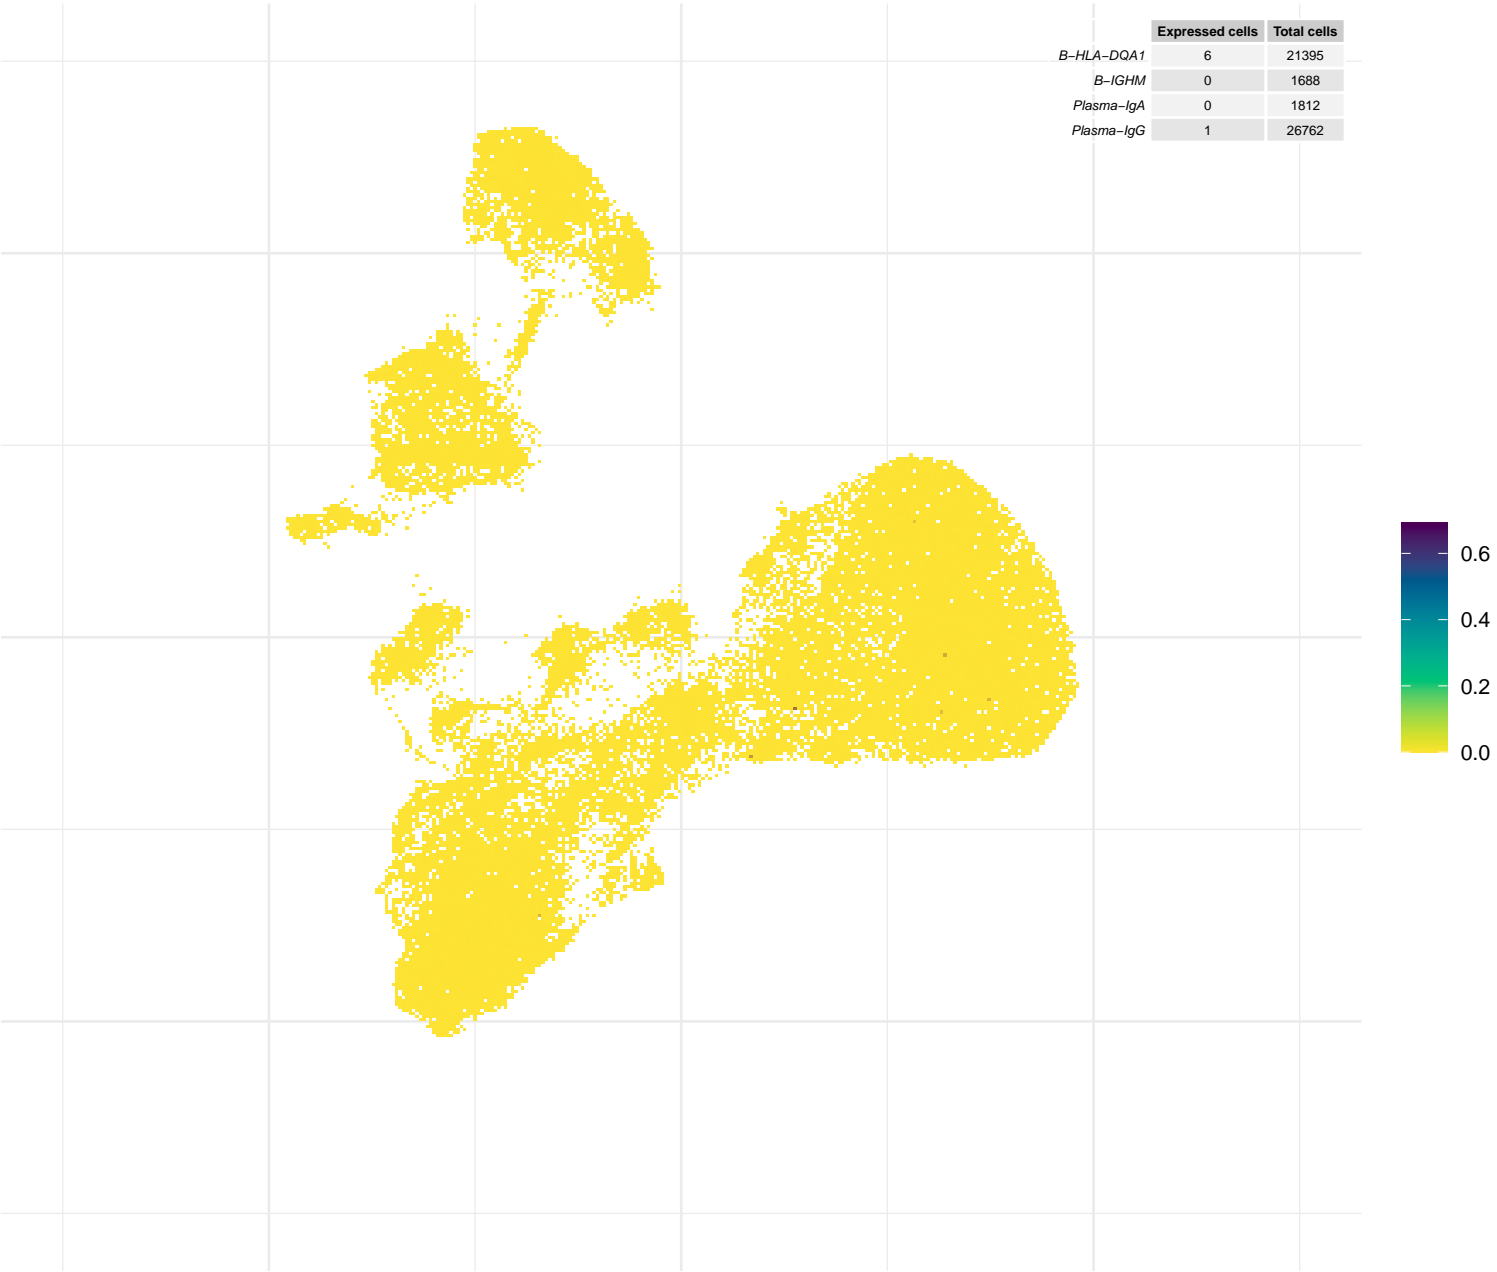 Expressed cells Total cells
B−HLA−DQA1 6 21395
B−IGHM 0 1688
Plasma−IgA 0 1812
Plasma−IgG 1 26762
0.6
0.4
0.2
0.0